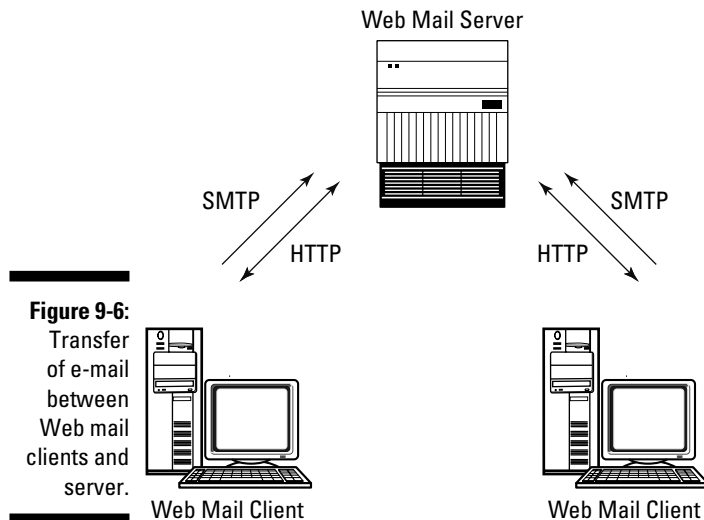 Web Mail Server
SMTP
HTTP
SMTP
HTTP
Figure 9-6:
Transfer
of e-mail
between
Web mail
clients and
server.
Web Mail Client
Web Mail Client